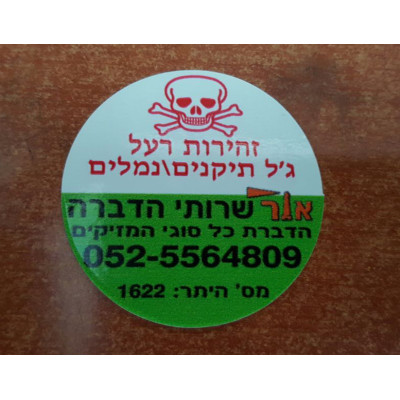 זהירות רעל
ג'ל תיקנים\נמלים
אגר שרותי הדברה
הדברת כל סוגי המזיקים
052-5564809
מס' היתר: 1622